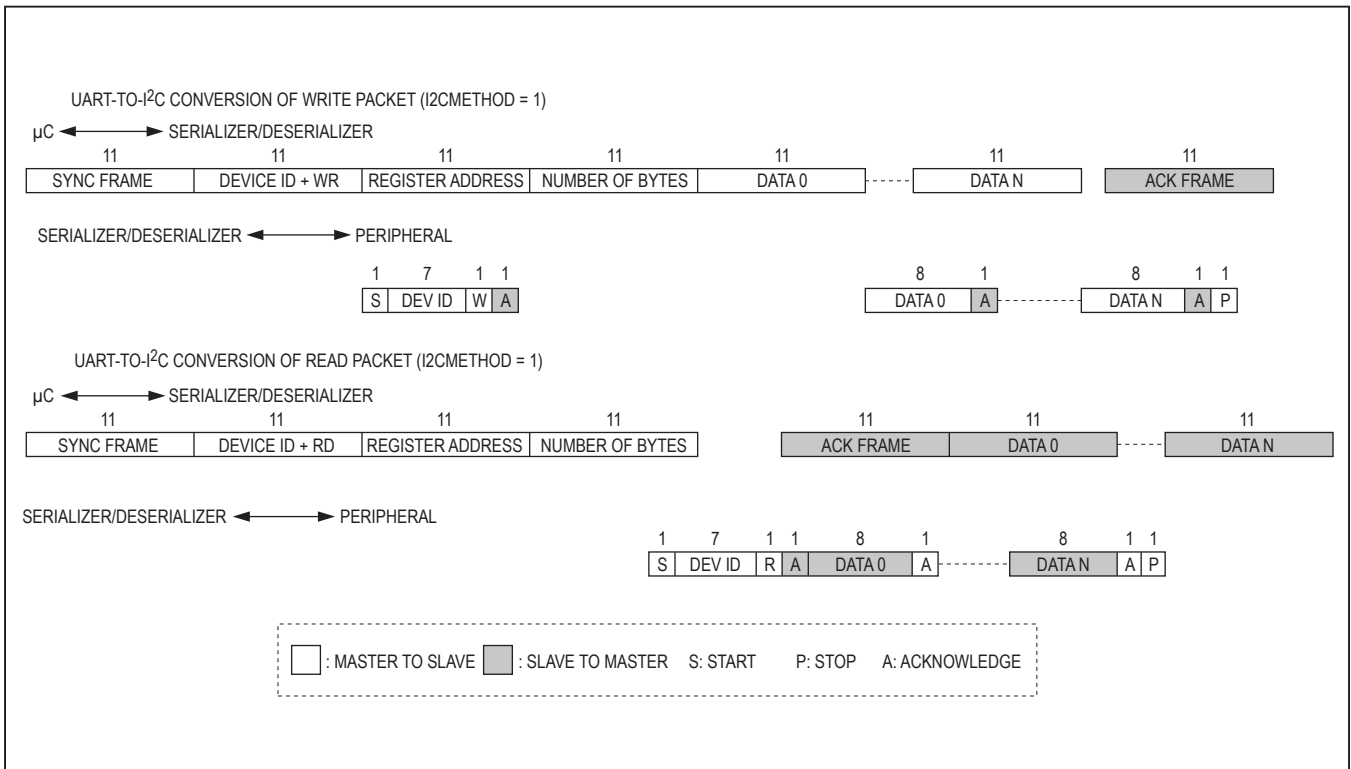 UART-TO-I2C CONVERSION OF WRITE PACKET (I2CMETHOD = 1)
µC SERIALIZER/DESERIALIZER
11 11 11 11 11 11 11
SYNC FRAME DEVICE ID + WR REGISTER ADDRESS NUMBER OF BYTES DATA 0 DATA N ACK FRAME
SERIALIZER/DESERIALIZER PERIPHERAL
1 7 1 1 8 1 8 1 1
S DEV ID W A DATA 0 A DATA N A P
UART-TO-I2C CONVERSION OF READ PACKET (I2CMETHOD = 1)
µC SERIALIZER/DESERIALIZER
11 11 11 11 11 11 11
SYNC FRAME DEVICE ID + RD REGISTER ADDRESS NUMBER OF BYTES ACK FRAME DATA 0 DATA N
SERIALIZER/DESERIALIZER PERIPHERAL
1 7 1 1 8 1 8 1 1
S DEV ID R A DATA 0 A DATA N A P
: MASTER TO SLAVE : SLAVE TO MASTER S: START P: STOP A: ACKNOWLEDGE